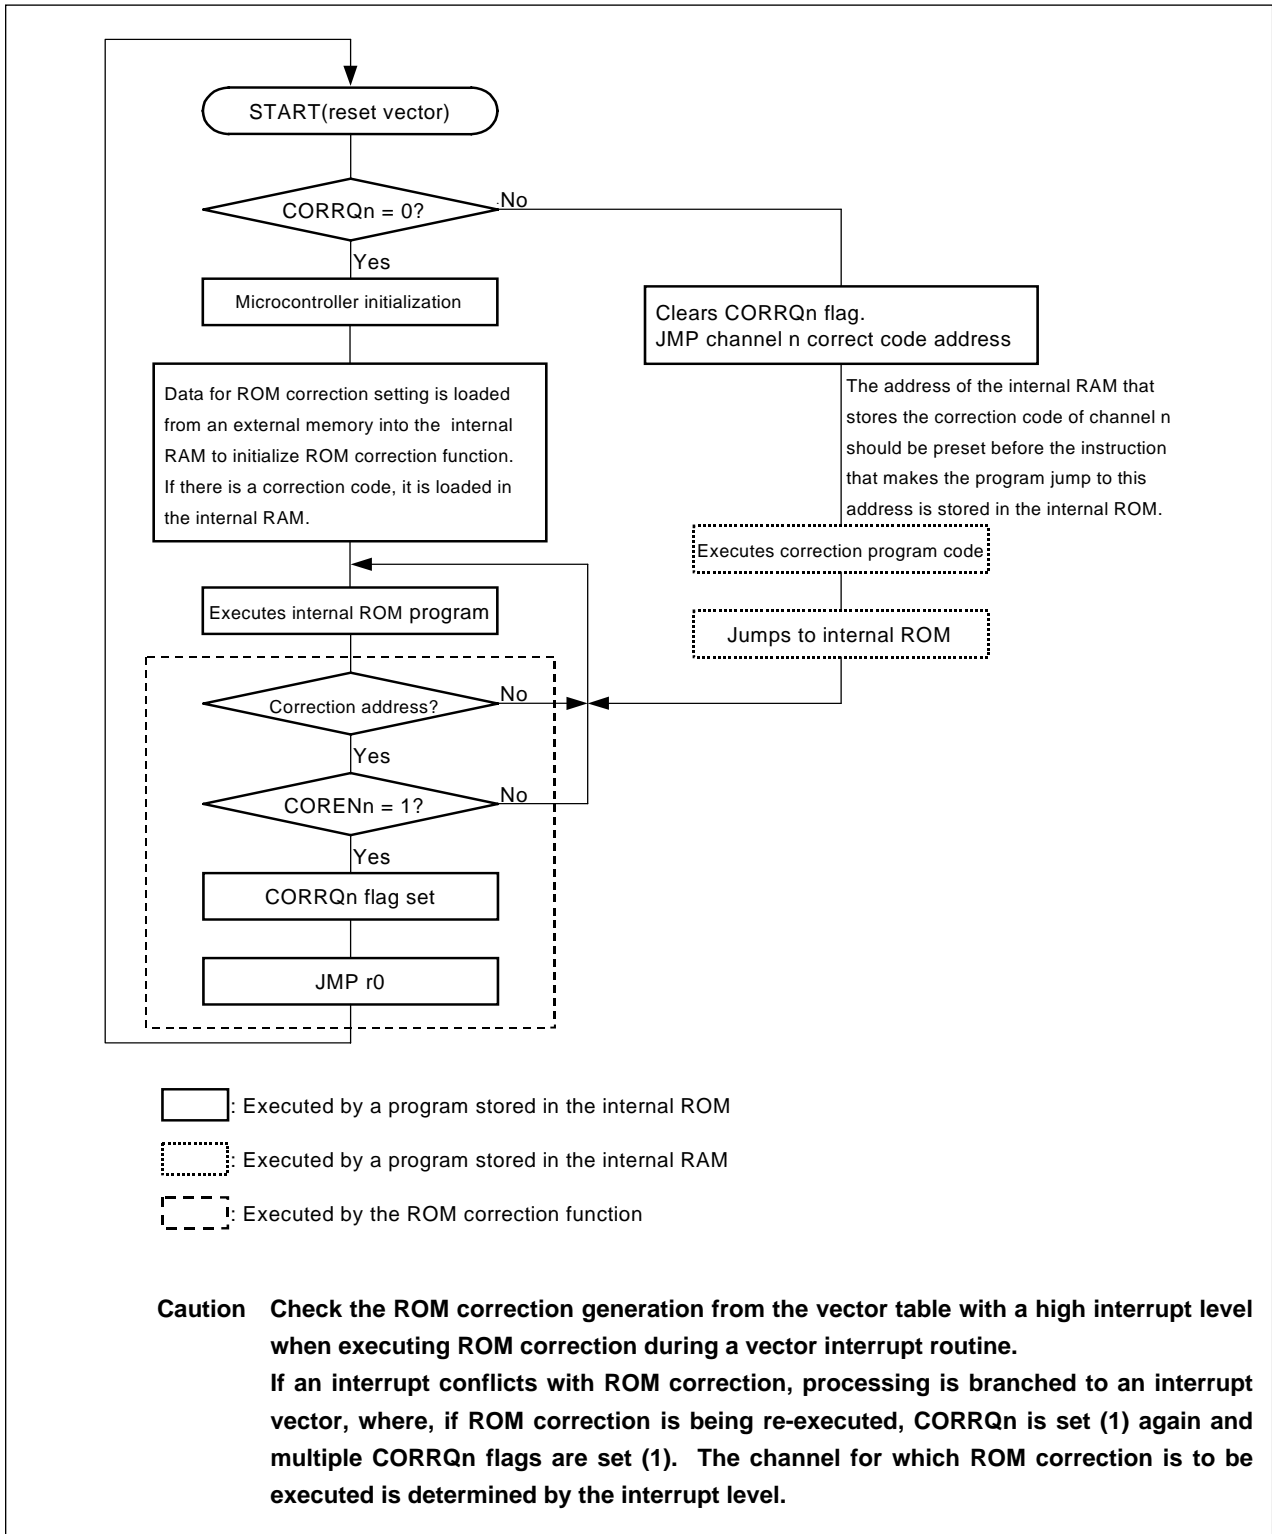 START(reset vector)
CORRQn = 0?
No
Yes
Microcontroller initialization
Clears CORRQn flag.
JMP channel n correct code address
Data for ROM correction setting is loaded
from an external memory into the internal
RAM to initialize ROM correction function.
If there is a correction code, it is loaded in
the internal RAM.
The address of the internal RAM that
stores the correction code of channel n
should be preset before the instruction
that makes the program jump to this
address is stored in the internal ROM.
Executes correction program code
Executes internal ROM program
Jumps to internal ROM
Correction address?
No
Yes
CORENn = 1?
No
Yes
CORRQn flag set
JMP r0
: Executed by a program stored in the internal ROM
: Executed by a program stored in the internal RAM
: Executed by the ROM correction function
Caution Check the ROM correction generation from the vector table with a high interrupt level
when executing ROM correction during a vector interrupt routine.
If an interrupt conflicts with ROM correction, processing is branched to an interrupt
vector, where, if ROM correction is being re-executed, CORRQn is set (1) again and
multiple CORRQn flags are set (1). The channel for which ROM correction is to be
executed is determined by the interrupt level.